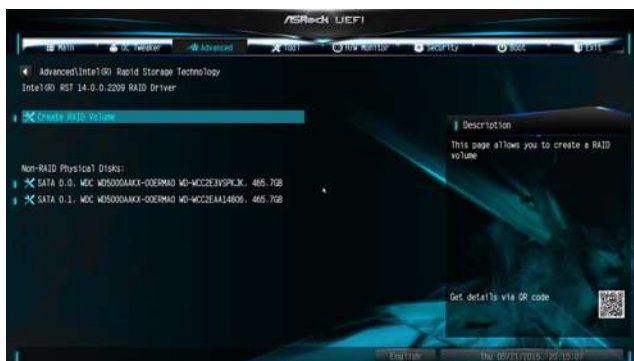 ASRock UEFI
Main OC Tweaker Advanced Tool H/W Monitor Security Boot Exit
Advanced\Intel(R) Rapid Storage Technology
Intel(R) RST 14.0.0.2209 RAID Driver
Create RAID Volume
Description
This page allows you to create a RAID
volume
Non-RAID Physical Disks:
SATA 0.0, WDC WD5000AAKX-00ERMA0 WD-WCC2E3VSPKJK, 465.7GB
SATA 0.1, WDC WD5000AAKX-00ERMA0 WD-WCC2EAA14806, 465.7GB
Get details via QR code
English